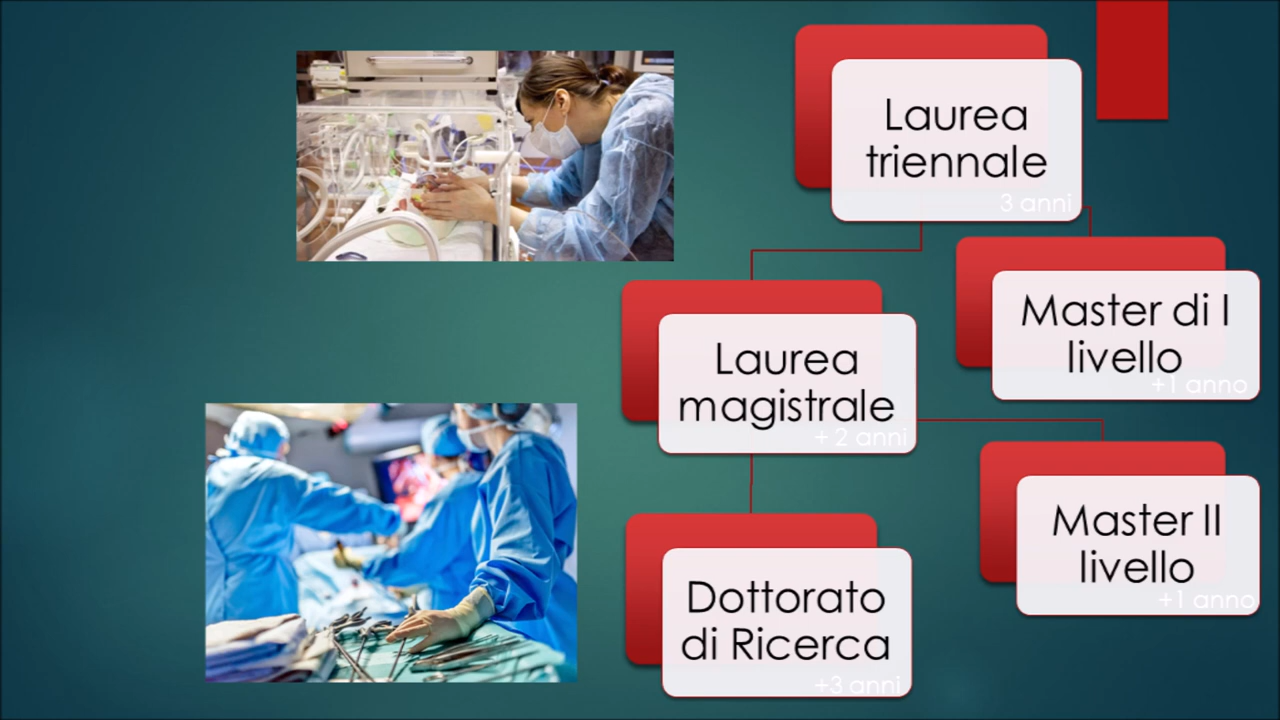 Laurea
triennale
3 anni
Master di I
livello
+1 anno
Laurea
magistrale
+ 2 anni
Master II
livello
+1 anno
Dottorato
di Ricerca
+3 anni